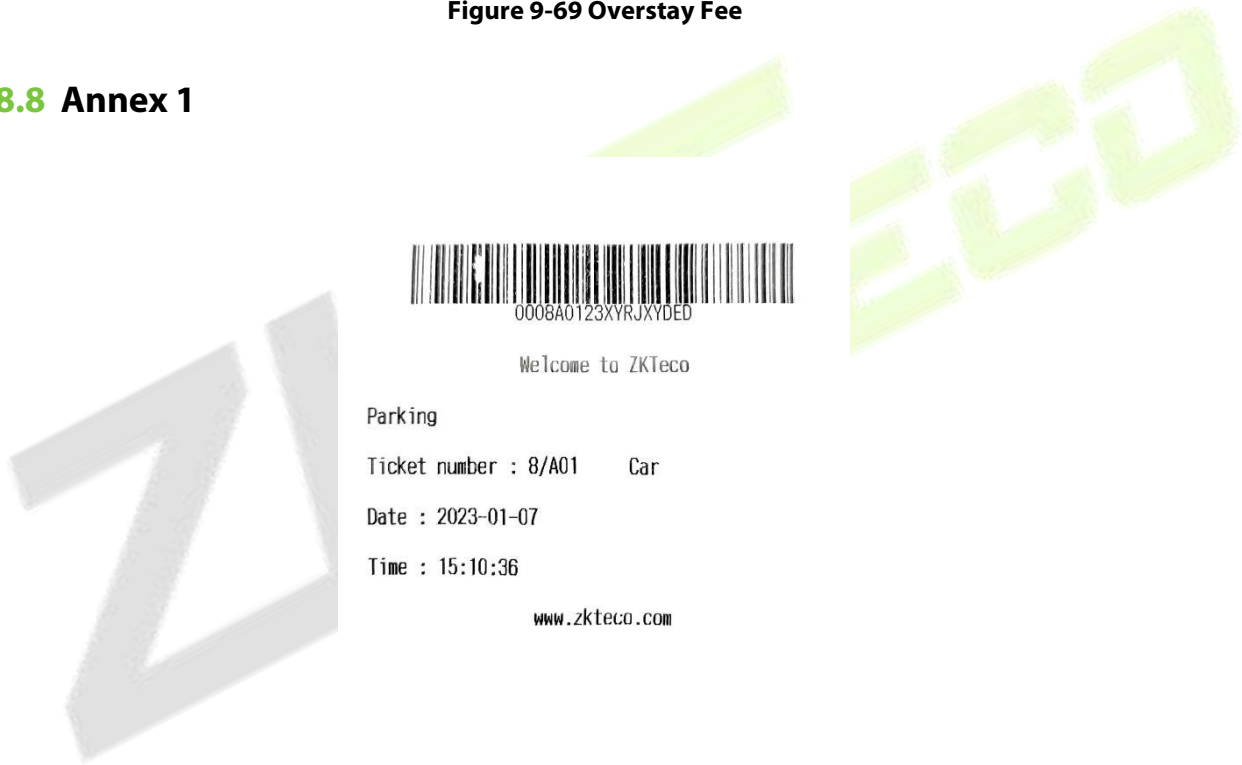 Figure 9-69 Overstay Fee
8.8 Annex 1
0008A0123XYRJXYDED
Welcome to ZKTeco
Parking
Ticket number : 8/A01 Car
Date : 2023-01-07
Time : 15:10:36
www.zkteco.com